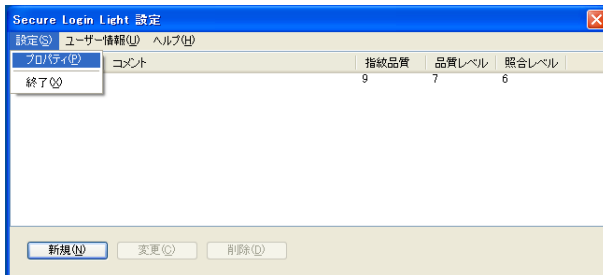 Secure Login Light 設定
設定(S) ユーザー情報(U) ヘルプ(H)
プロパティ(P)
終了(X)
コメント 指紋品質 品質レベル 照合レベル
9 7 6
新規(N) 変更(C) 削除(D)